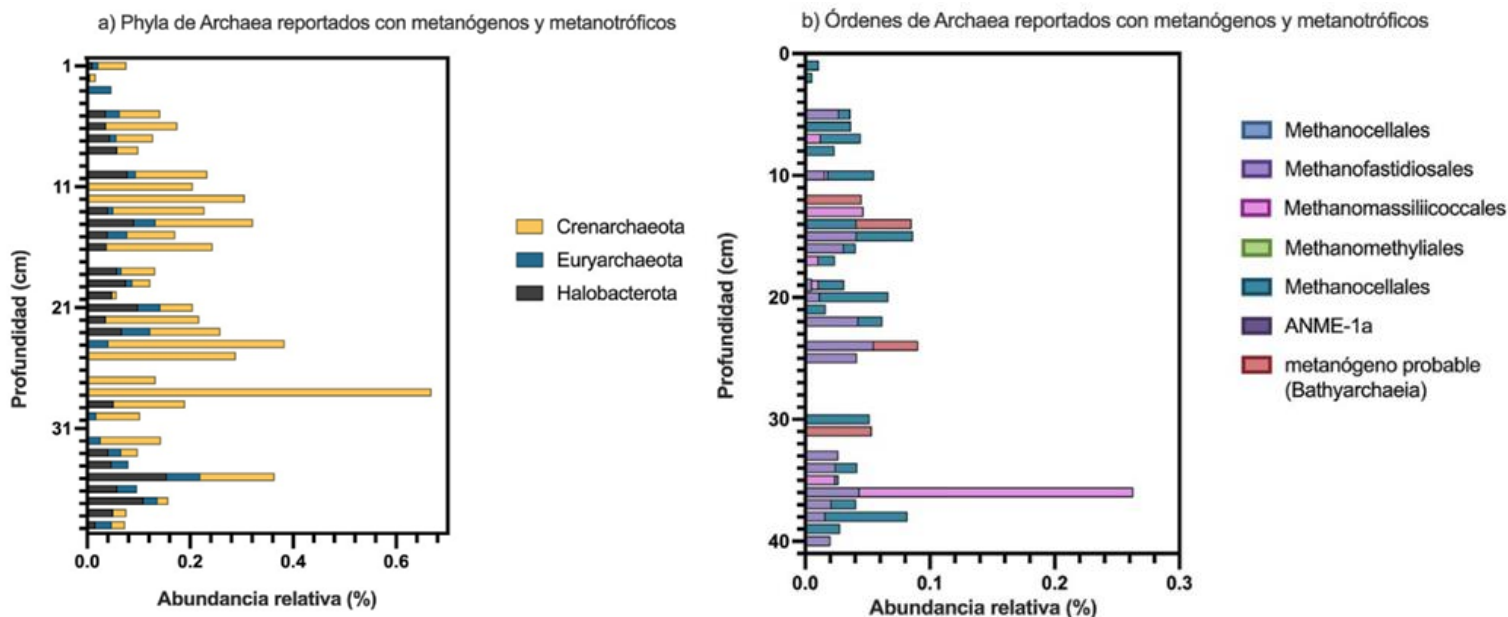 a) Phyla de Archaea reportados con metanógenos y metanotróficos
1
11
21
31
Profundidad (cm)
0.0 0.2 0.4 0.6
Abundancia relativa (%)
Crenarchaeota
Euryarchaeota
Halobacterota
b) Órdenes de Archaea reportados con metanógenos y metanotróficos
0
10
20
30
40
Profundidad (cm)
0.0 0.1 0.2 0.3
Abundancia relativa (%)
Methanocellales
Methanofastidiosales
Methanomassiliicoccales
Methanomethyliales
Methanocellales
ANME-1a
metanógeno probable
(Bathyarchaeia)